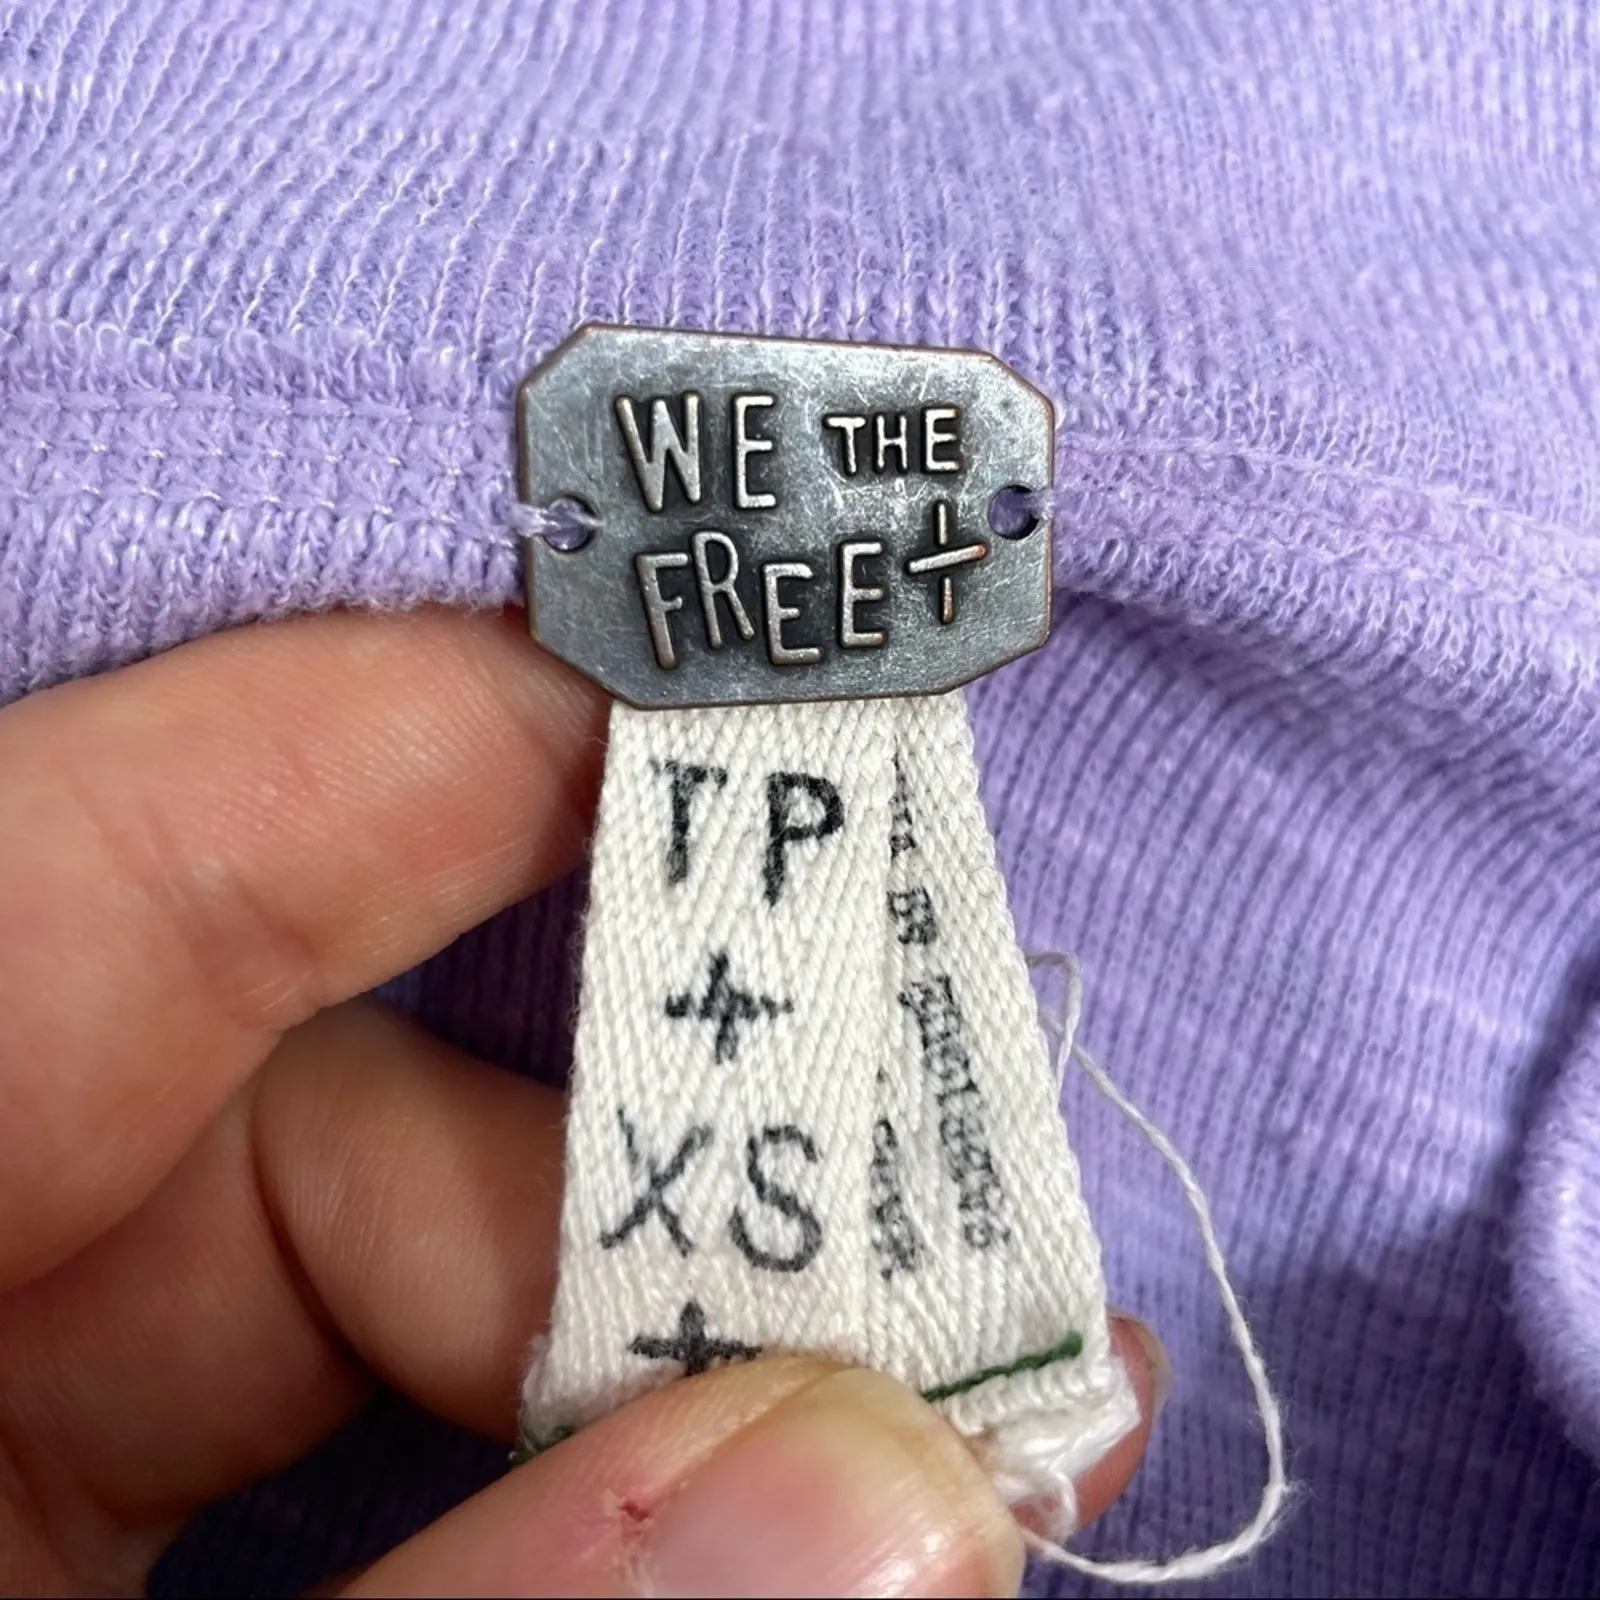 WE THE
FREE+
TP
+
XS
+